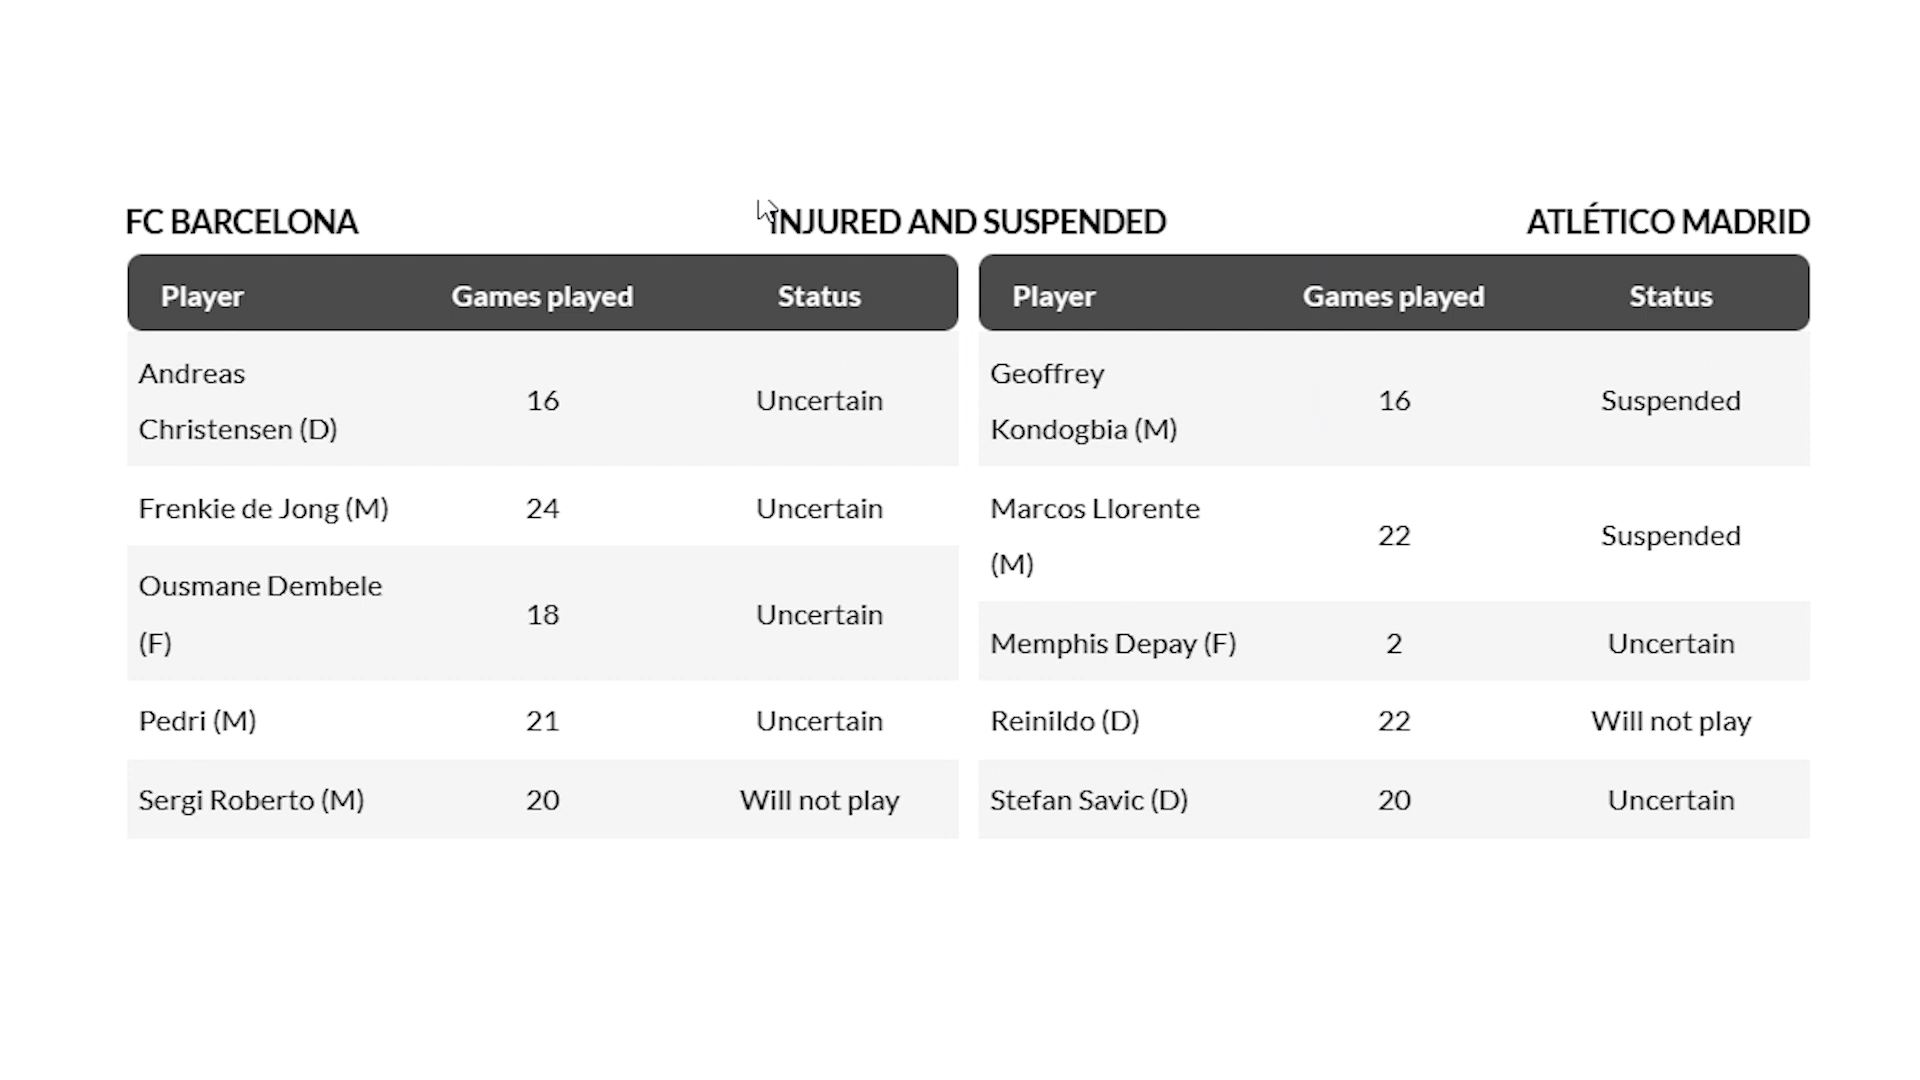 FC BARCELONA INJURED AND SUSPENDED ATLÉTICO MADRID
Player Games played Status
Andreas
Christensen (D) 16 Uncertain
Frenkie de Jong (M) 24 Uncertain
Ousmane Dembele
(F) 18 Uncertain
Pedri (M) 21 Uncertain
Sergi Roberto (M) 20 Will not play
Player Games played Status
Geoffrey
Kondogbia (M) 16 Suspended
Marcos Llorente
(M) 22 Suspended
Memphis Depay (F) 2 Uncertain
Reinildo (D) 22 Will not play
Stefan Savic (D) 20 Uncertain